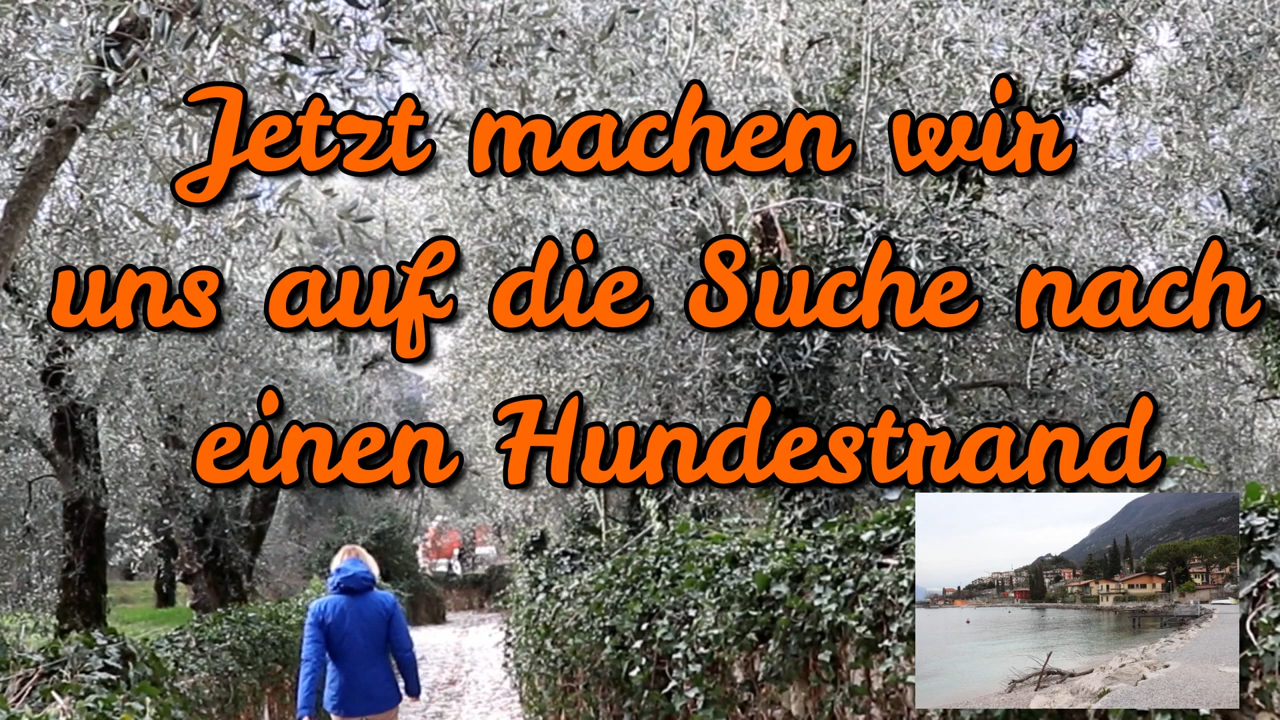 Jetzt machen wir
uns auf die Suche nach
einen Hundestrand